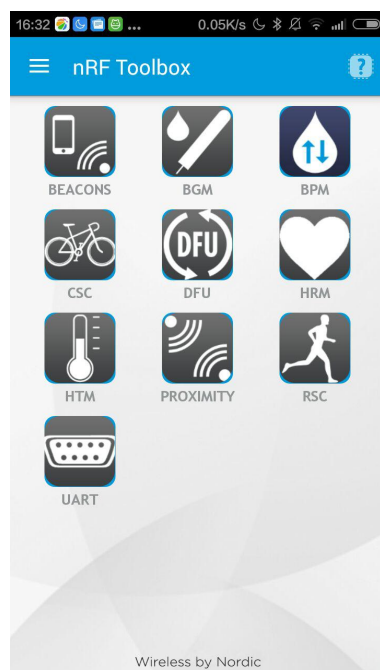 16:32 ... 0.05K/s
nRF Toolbox ?
BEACONS BGM BPM
DFU
CSC DFU HRM
HTM PROXIMITY RSC
UART
Wireless by Nordic